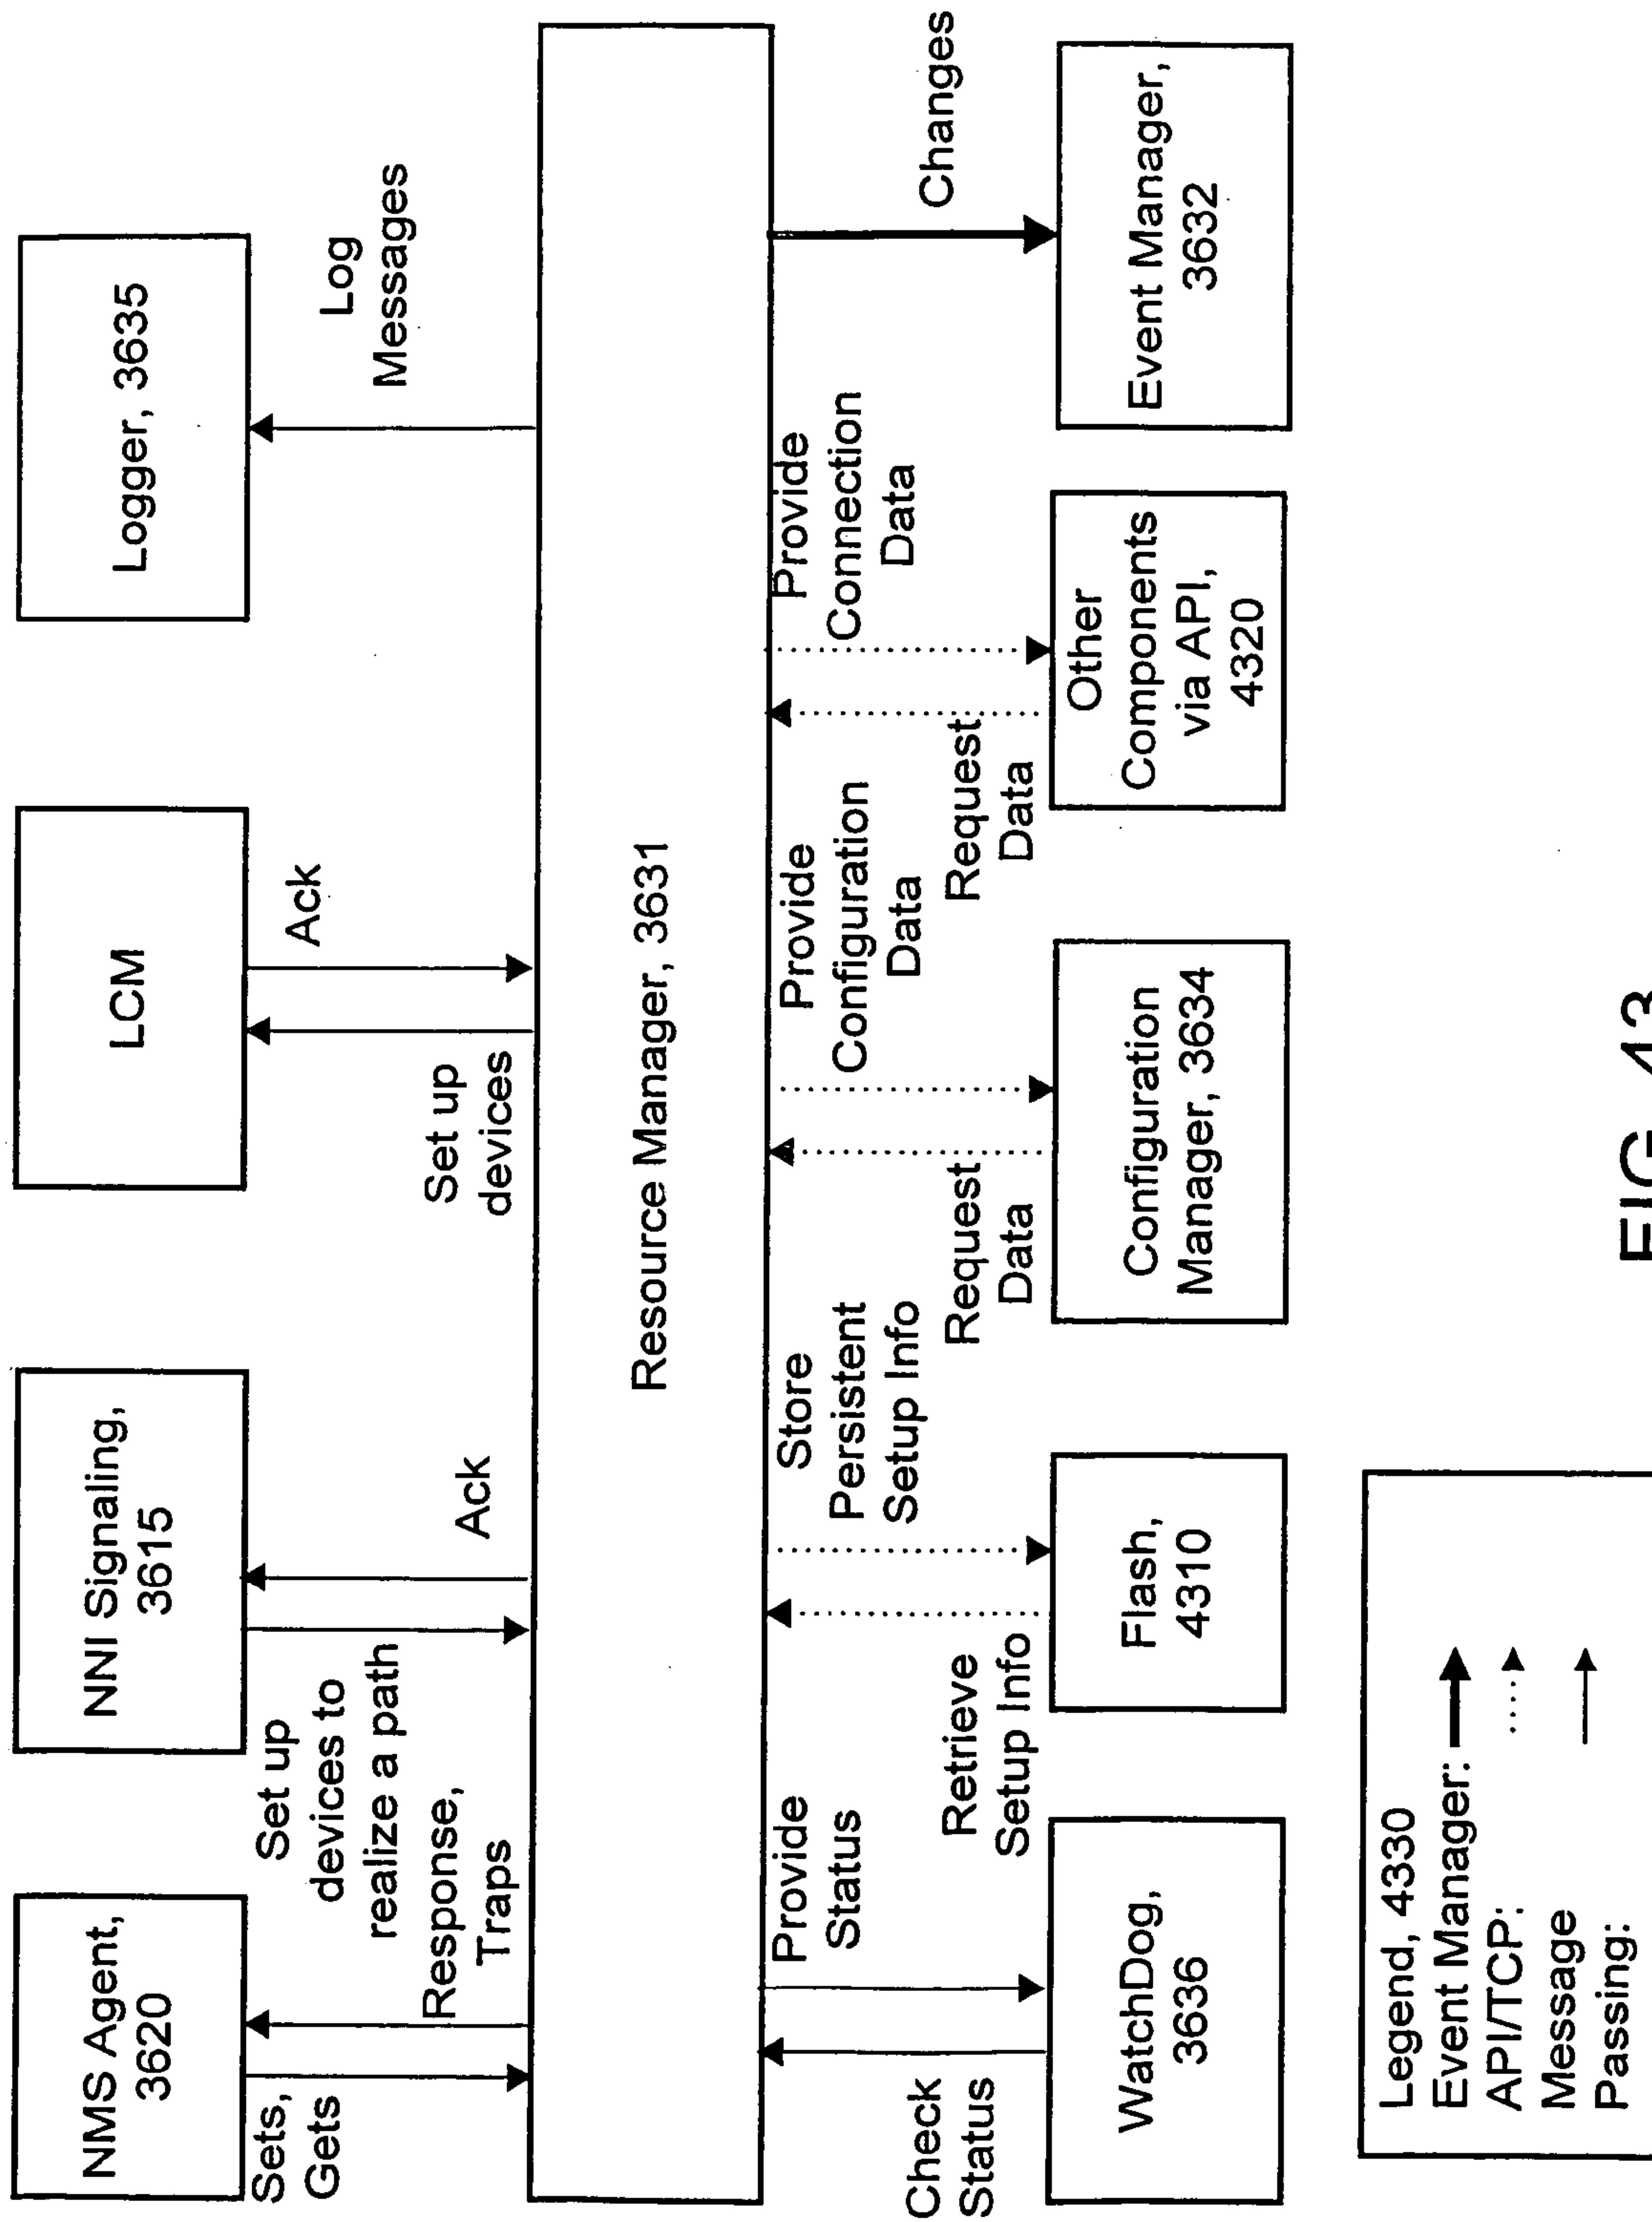 NMS Agent,
3620
NNI Signaling,
3615
LCM
Logger, 3635
Sets,
Gets
Response,
Traps
Set up
devices to
realize a path
Ack
Set up
devices
Ack
Log
Messages
Resource Manager, 3631
Check
Status
Provide
Status
Retrieve
Setup Info
Store
Persistent
Setup Info
Request
Data
Provide
Configuration
Data
Request
Data
Provide
Connection
Data
Changes
WatchDog,
3636
Flash,
4310
Configuration
Manager, 3634
Other
Components
via API,
4320
Event Manager,
3632
Legend, 4330
Event Manager:
API/TCP:
Message
Passing:
FIG. 43